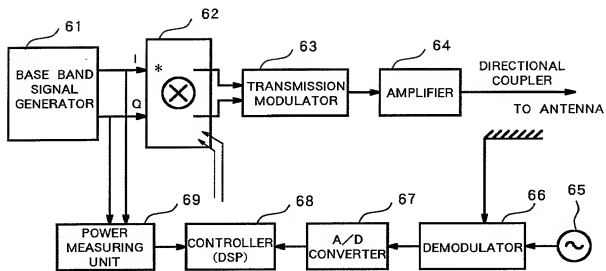 61
62
63
64
BASE BAND
SIGNAL
GENERATOR
I
Q
*
TRANSMISSION
MODULATOR
AMPLIFIER
DIRECTIONAL
COUPLER
TO ANTENNA
69
68
67
66
65
POWER
MEASURING
UNIT
CONTROLLER
(DSP)
A/D
CONVERTER
DEMODULATOR